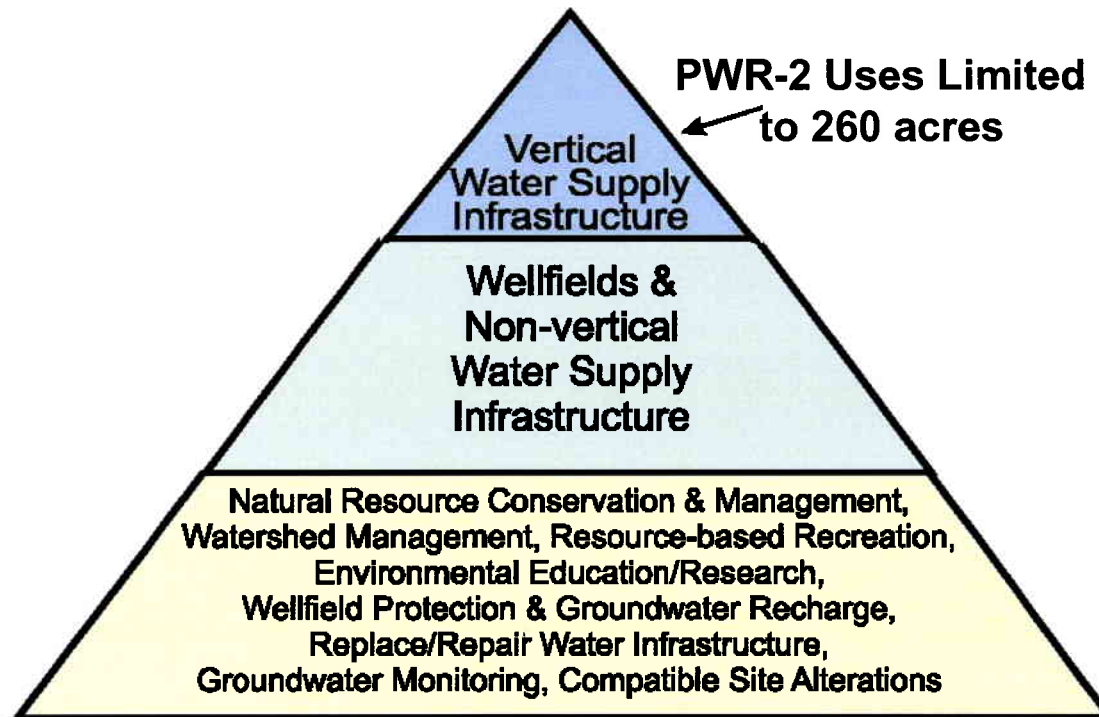 PWR-2 Uses Limited
to 260 acres
Vertical
Water Supply
Infrastructure
Wellfields &
Non-vertical
Water Supply
Infrastructure
Natural Resource Conservation & Management,
Watershed Management, Resource-based Recreation,
Environmental Education/Research,
Wellfield Protection & Groundwater Recharge,
Replace/Repair Water Infrastructure,
Groundwater Monitoring, Compatible Site Alterations